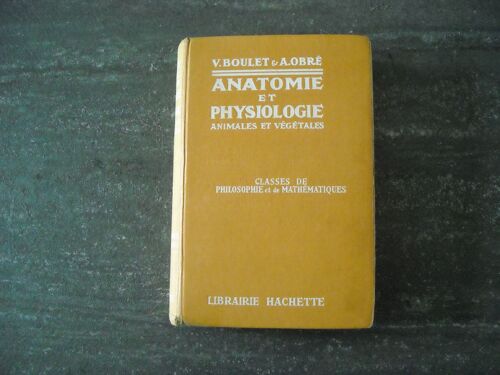 V. BOULET & A. OBRÉ
ANATOMIE
ET
PHYSIOLOGIE
ANIMALES ET VÉGÉTALES
CLASSES DE
PHILOSOPHIE et de MATHÉMATIQUES
LIBRAIRIE HACHETTE